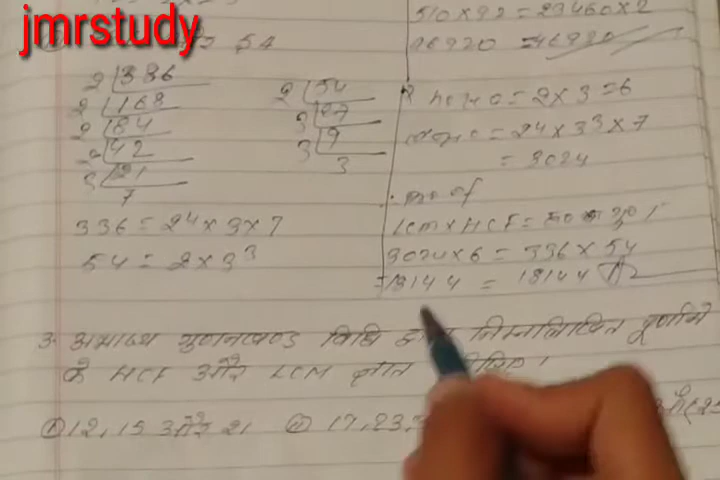 jmrstudy
510×92 = 23460×2
46920 = 46920
54
2 336
2 168
2 84
2 42
3 21
7
2 54
3 27
3 9
3
336 = 2⁴ × 3 × 7
54 = 2 × 3³
= 2 × 3 = 6
= 2⁴ × 3³ × 7
= 3024
LCM × HCF =
3024 × 6 = 336 × 54
= 18144 = 18144
3. अभाज्य गुणनखण्ड विधि द्वारा निम्नलिखित पूर्णांकों
के HCF और LCM ज्ञात कीजिए।
12, 15 और 21 17, 23,